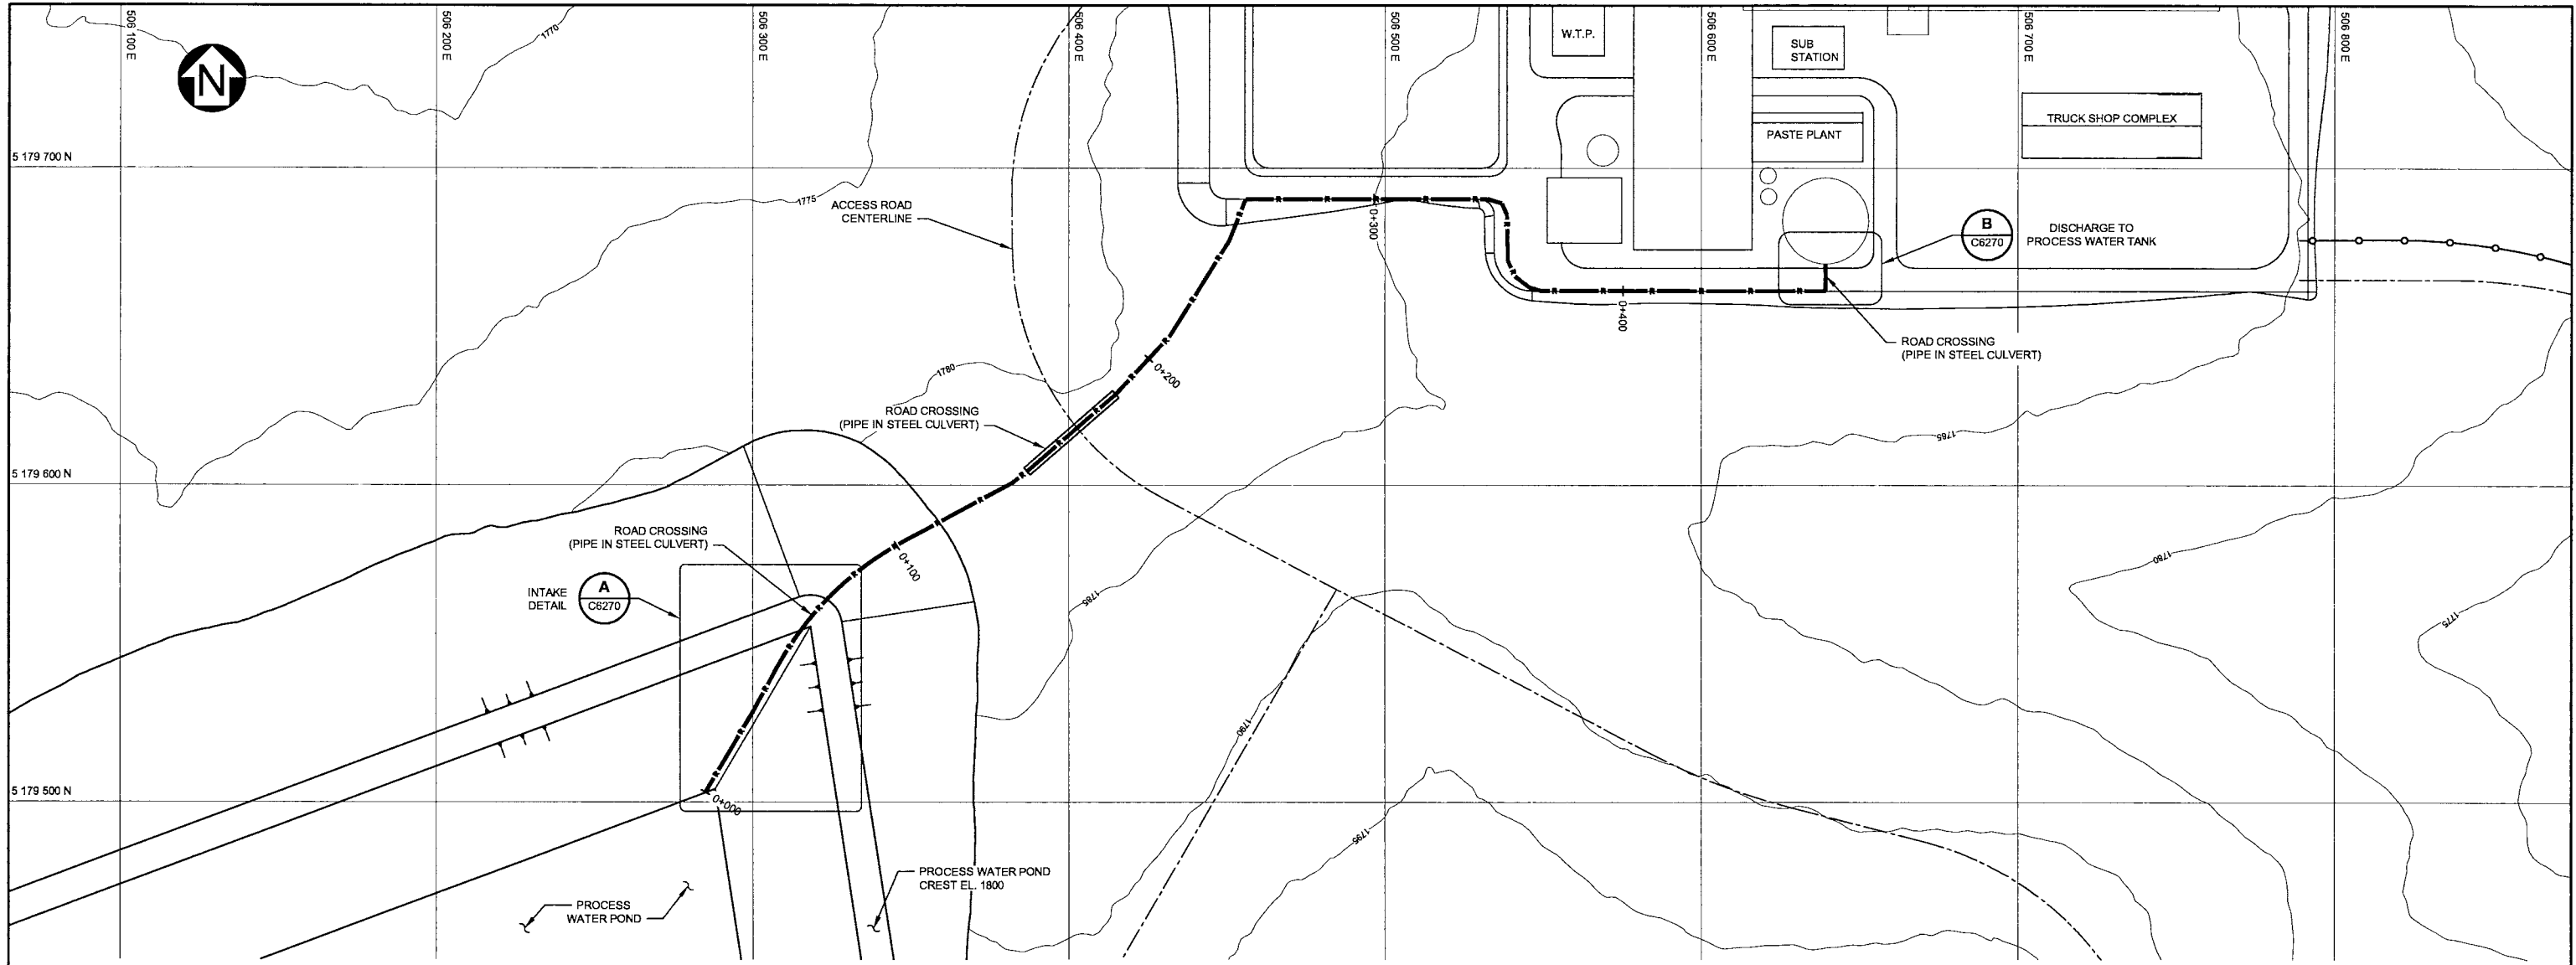 506 100 E
506 200 E
506 300 E
506 400 E
506 500 E
506 600 E
506 700 E
506 800 E
N
1770
W.T.P.
SUB
STATION
TRUCK SHOP COMPLEX
PASTE PLANT
5 179 700 N
1775
ACCESS ROAD
CENTERLINE
0+300
B
C6270
DISCHARGE TO
PROCESS WATER TANK
0+400
ROAD CROSSING
(PIPE IN STEEL CULVERT)
0+200
1780
ROAD CROSSING
(PIPE IN STEEL CULVERT)
1785
5 179 600 N
ROAD CROSSING
(PIPE IN STEEL CULVERT)
0+100
1780
INTAKE
DETAIL
A
C6270
1785
1775
1790
5 179 500 N
0+000
1795
PROCESS WATER POND
CREST EL. 1800
PROCESS
WATER POND